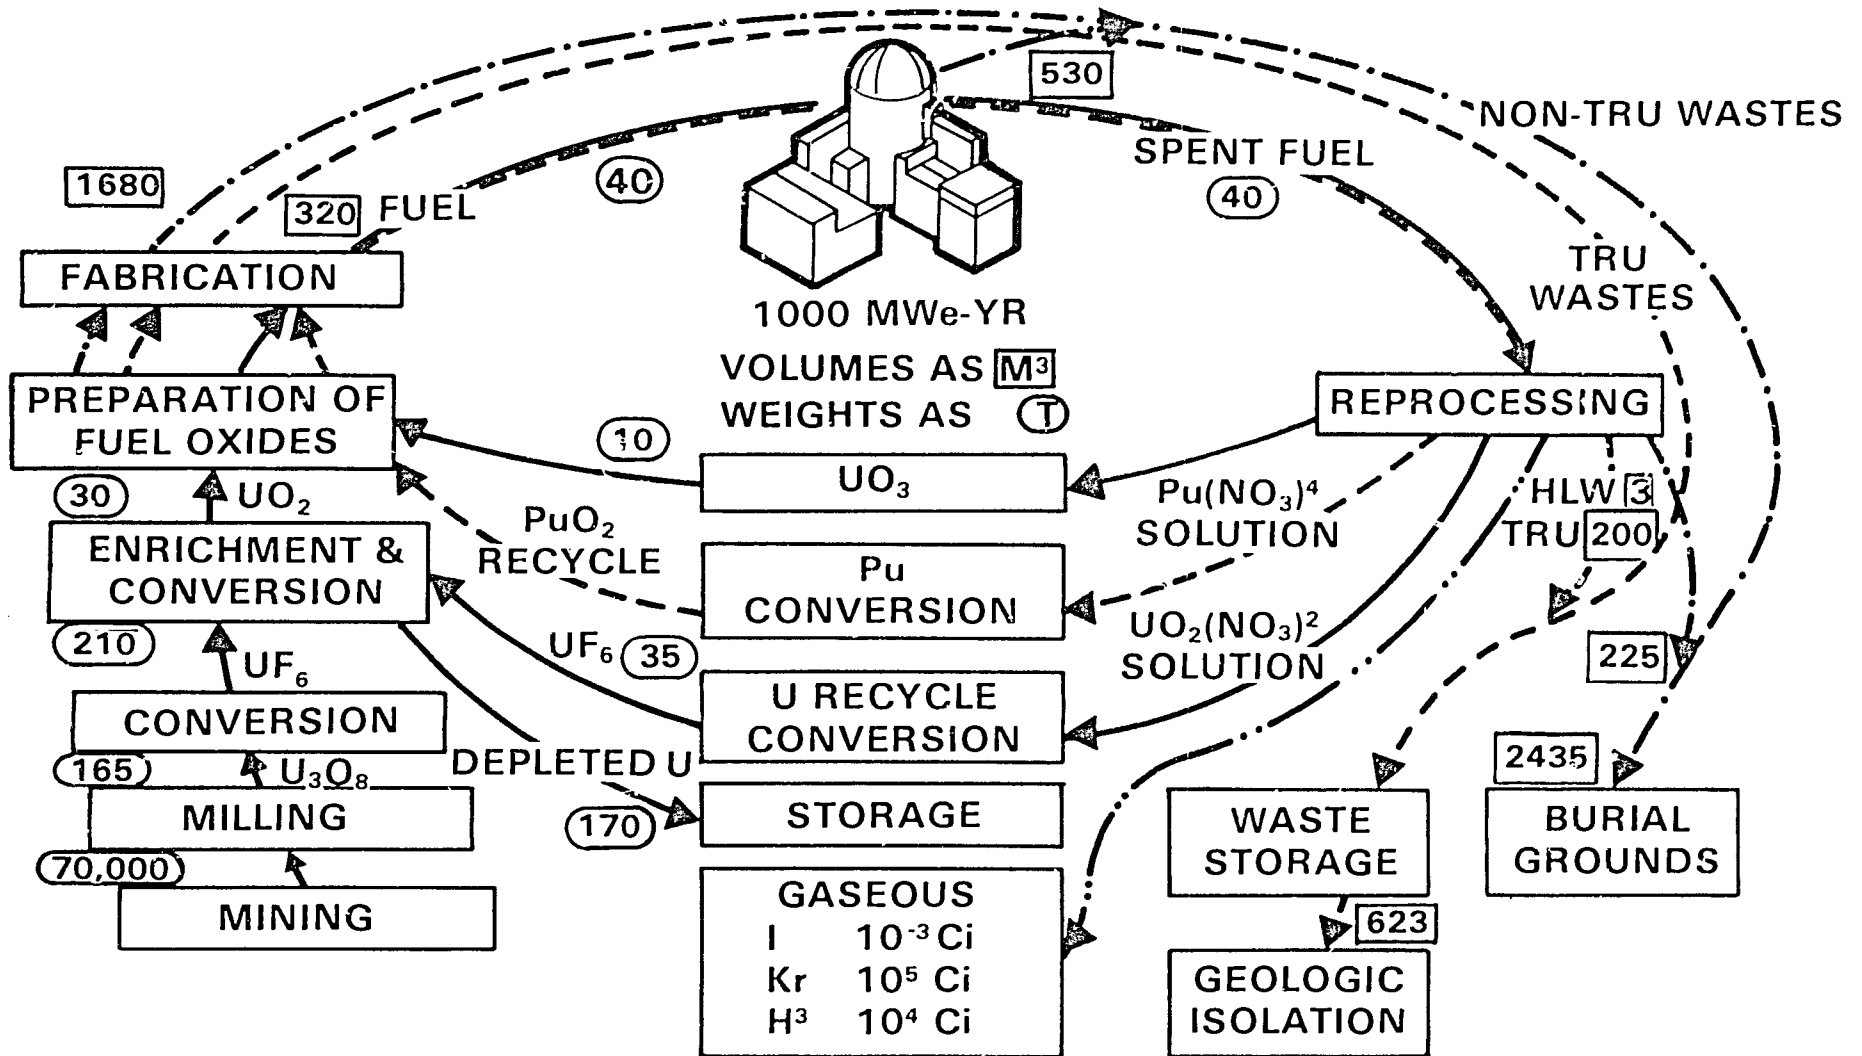 530
NON-TRU WASTES
SPENT FUEL
40
40
1680
320
FUEL
FABRICATION
TRU
WASTES
1000 MWe-YR
VOLUMES AS M³
WEIGHTS AS T
PREPARATION OF
FUEL OXIDES
REPROCESSING
10
UO₃
30
UO₂
PuO₂
RECYCLE
Pu(NO₃)⁴
SOLUTION
HLW 3
TRU 200
ENRICHMENT &
CONVERSION
Pu
CONVERSION
210
UF₆
UF₆ 35
UO₂(NO₃)²
SOLUTION
225
CONVERSION
U RECYCLE
CONVERSION
165
U₃O₈
DEPLETED U
2435
MILLING
170
STORAGE
WASTE
STORAGE
BURIAL
GROUNDS
70,000
MINING
GASEOUS
I 10⁻³ Ci
Kr 10⁵ Ci
H³ 10⁴ Ci
623
GEOLOGIC
ISOLATION